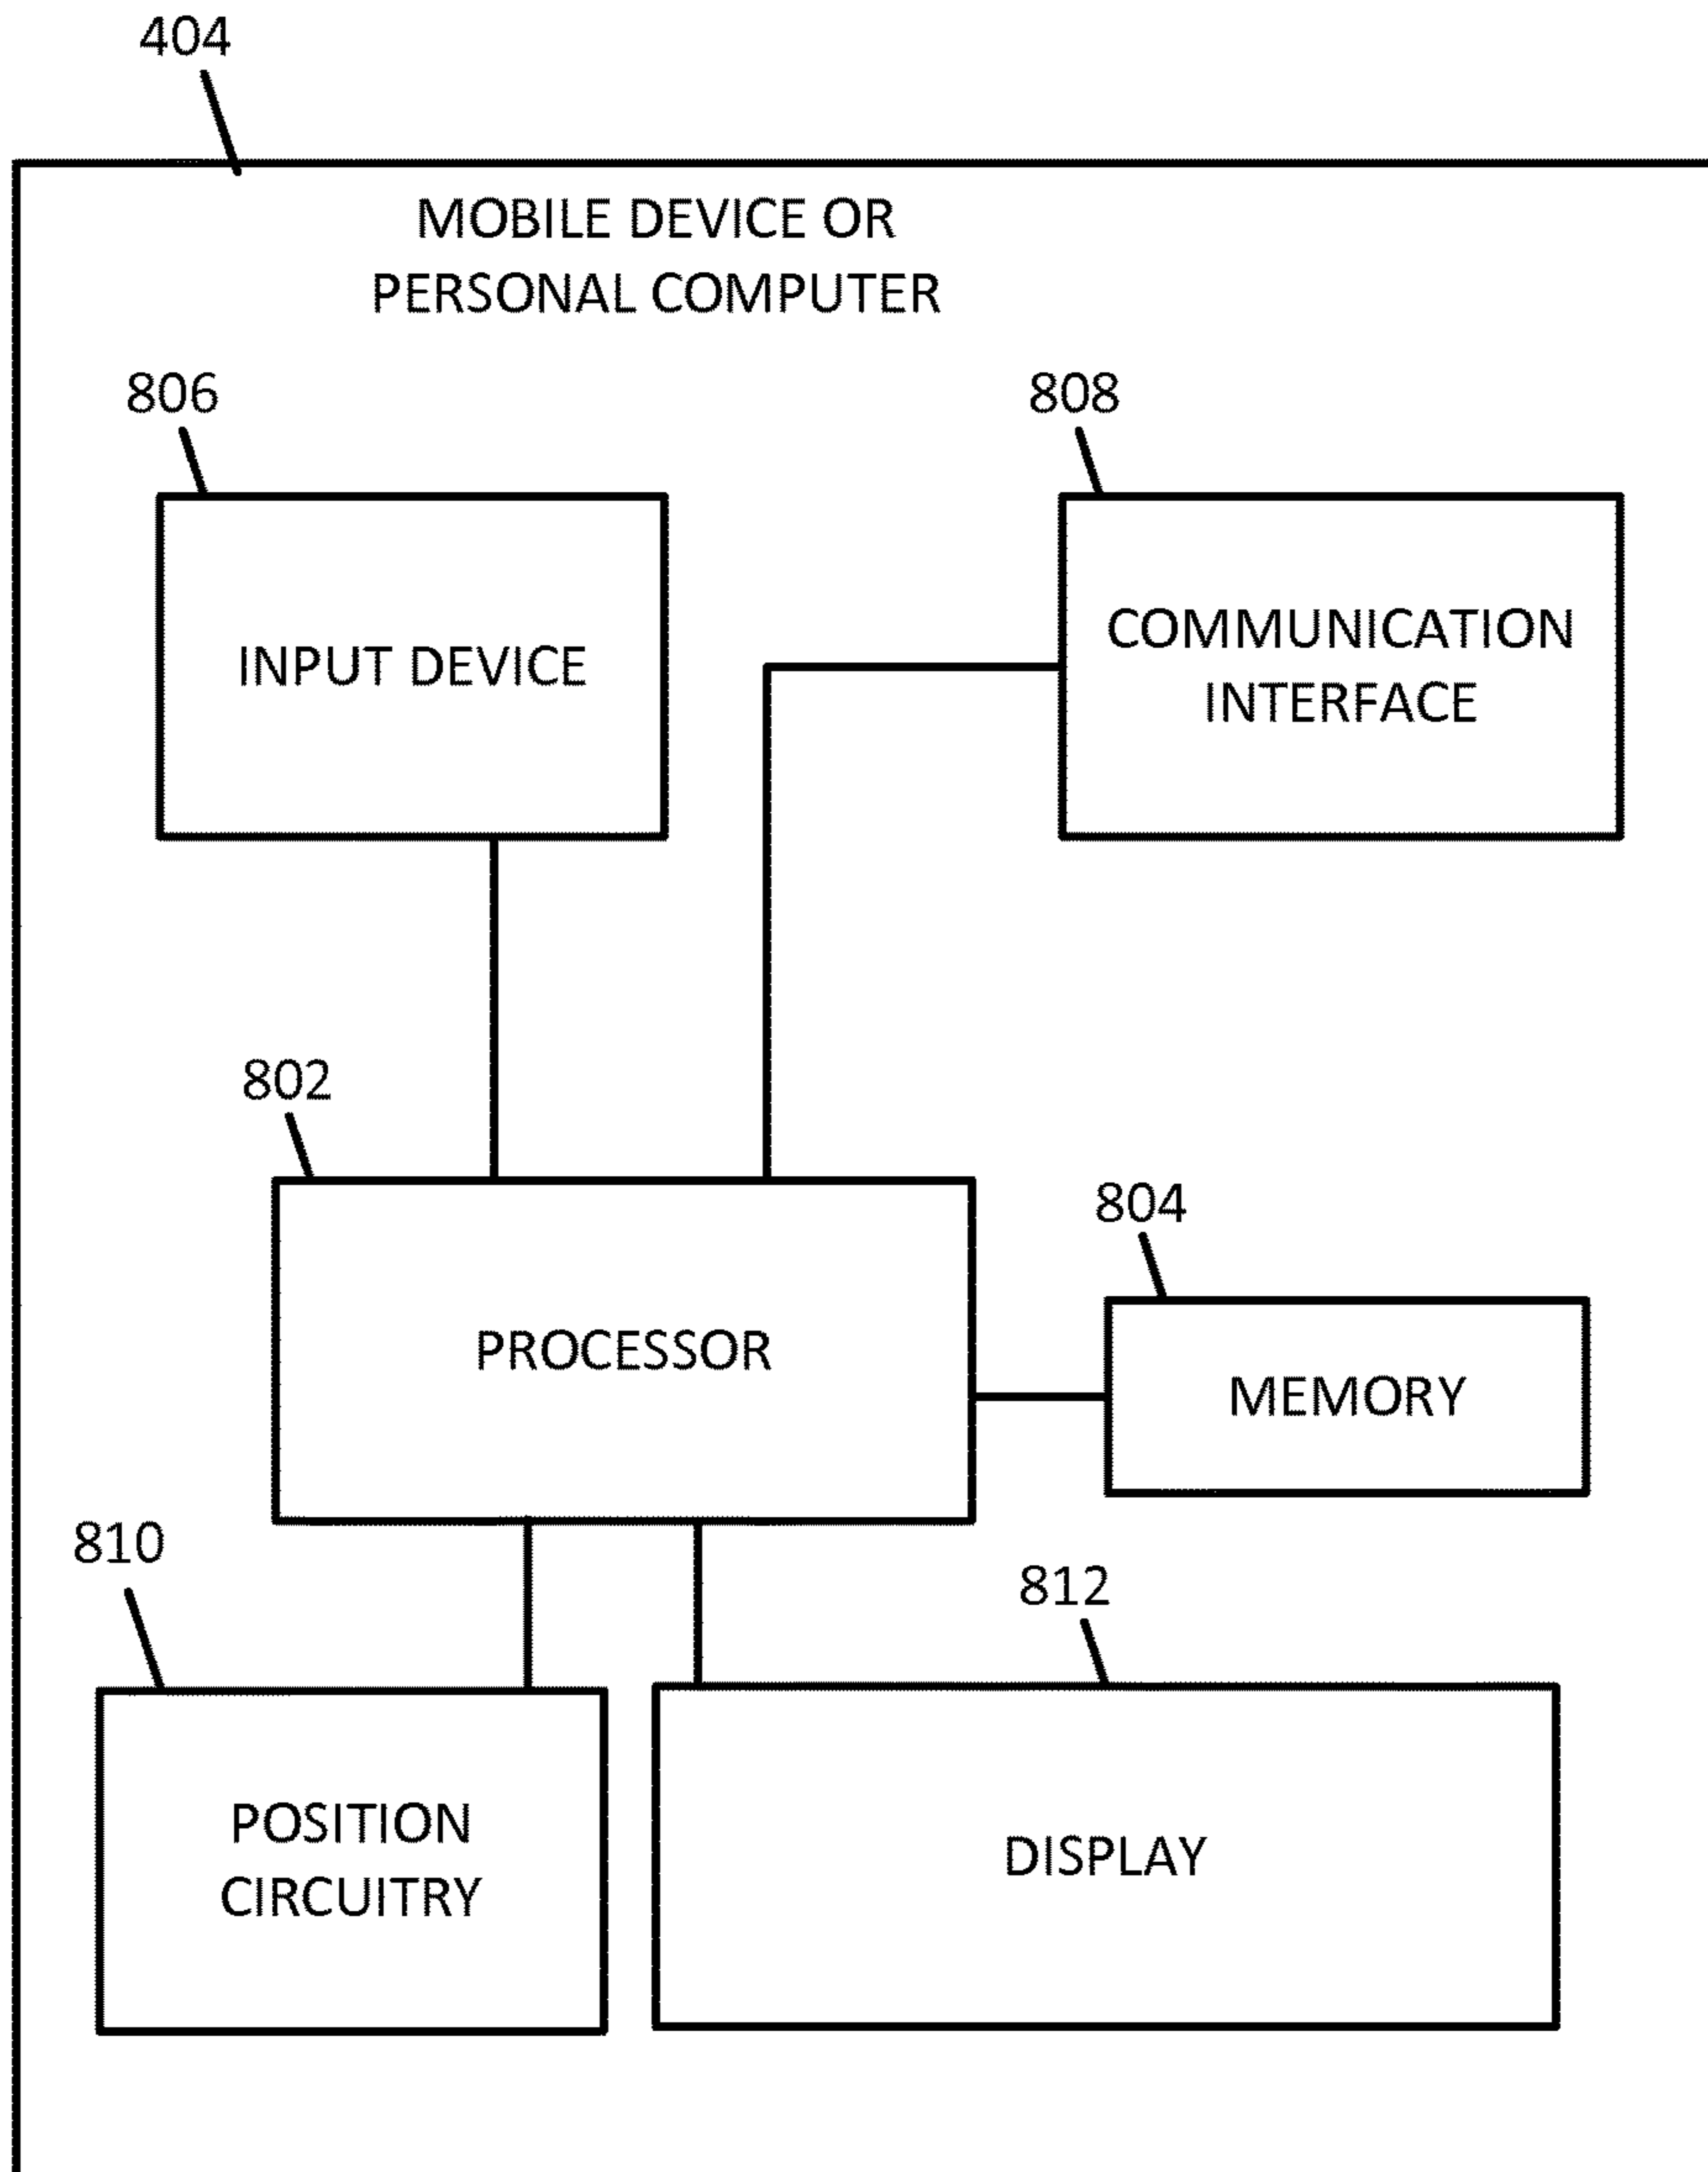 404
MOBILE DEVICE OR
PERSONAL COMPUTER
806
808
INPUT DEVICE
COMMUNICATION
INTERFACE
802
804
PROCESSOR
MEMORY
810
812
POSITION
CIRCUITRY
DISPLAY